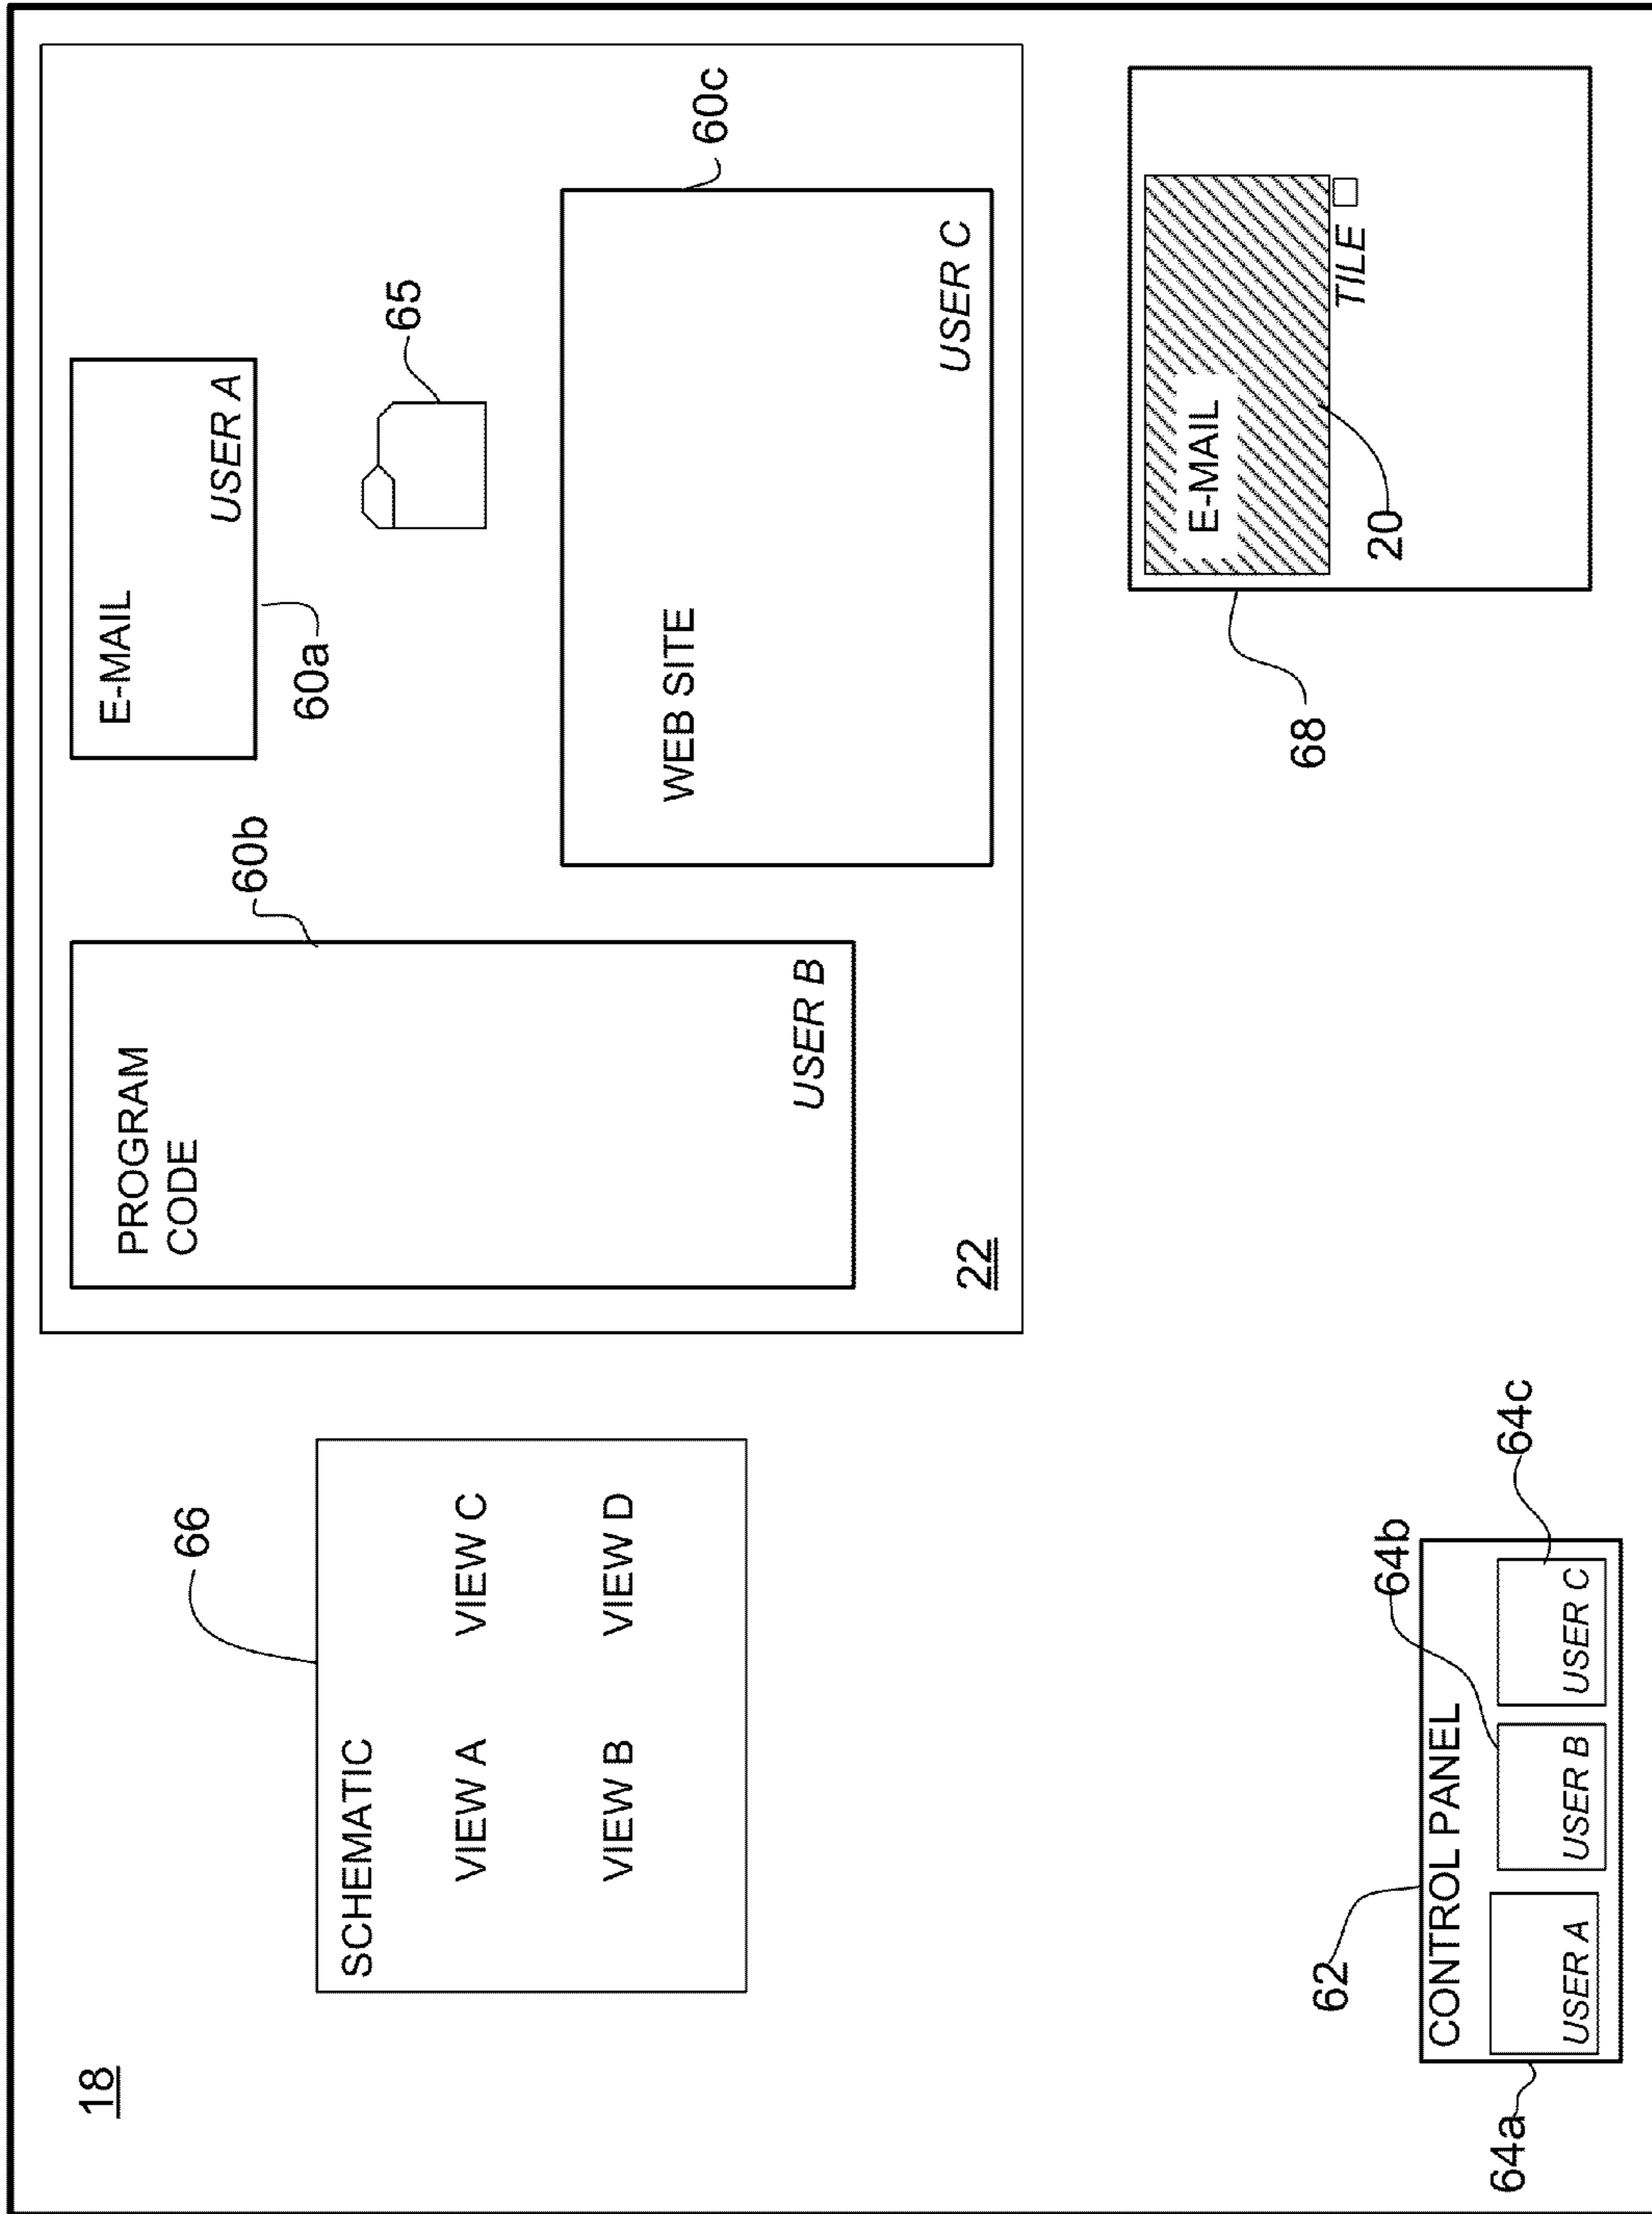 18
66
SCHEMATIC
VIEW A
VIEW C
VIEW B
VIEW D
PROGRAM
CODE
USER B
60b
E-MAIL
USER A
60a
65
WEB SITE
USER C
60c
22
62
CONTROL PANEL
64a
64b
64c
USER A
USER B
USER C
68
E-MAIL
TILE
20